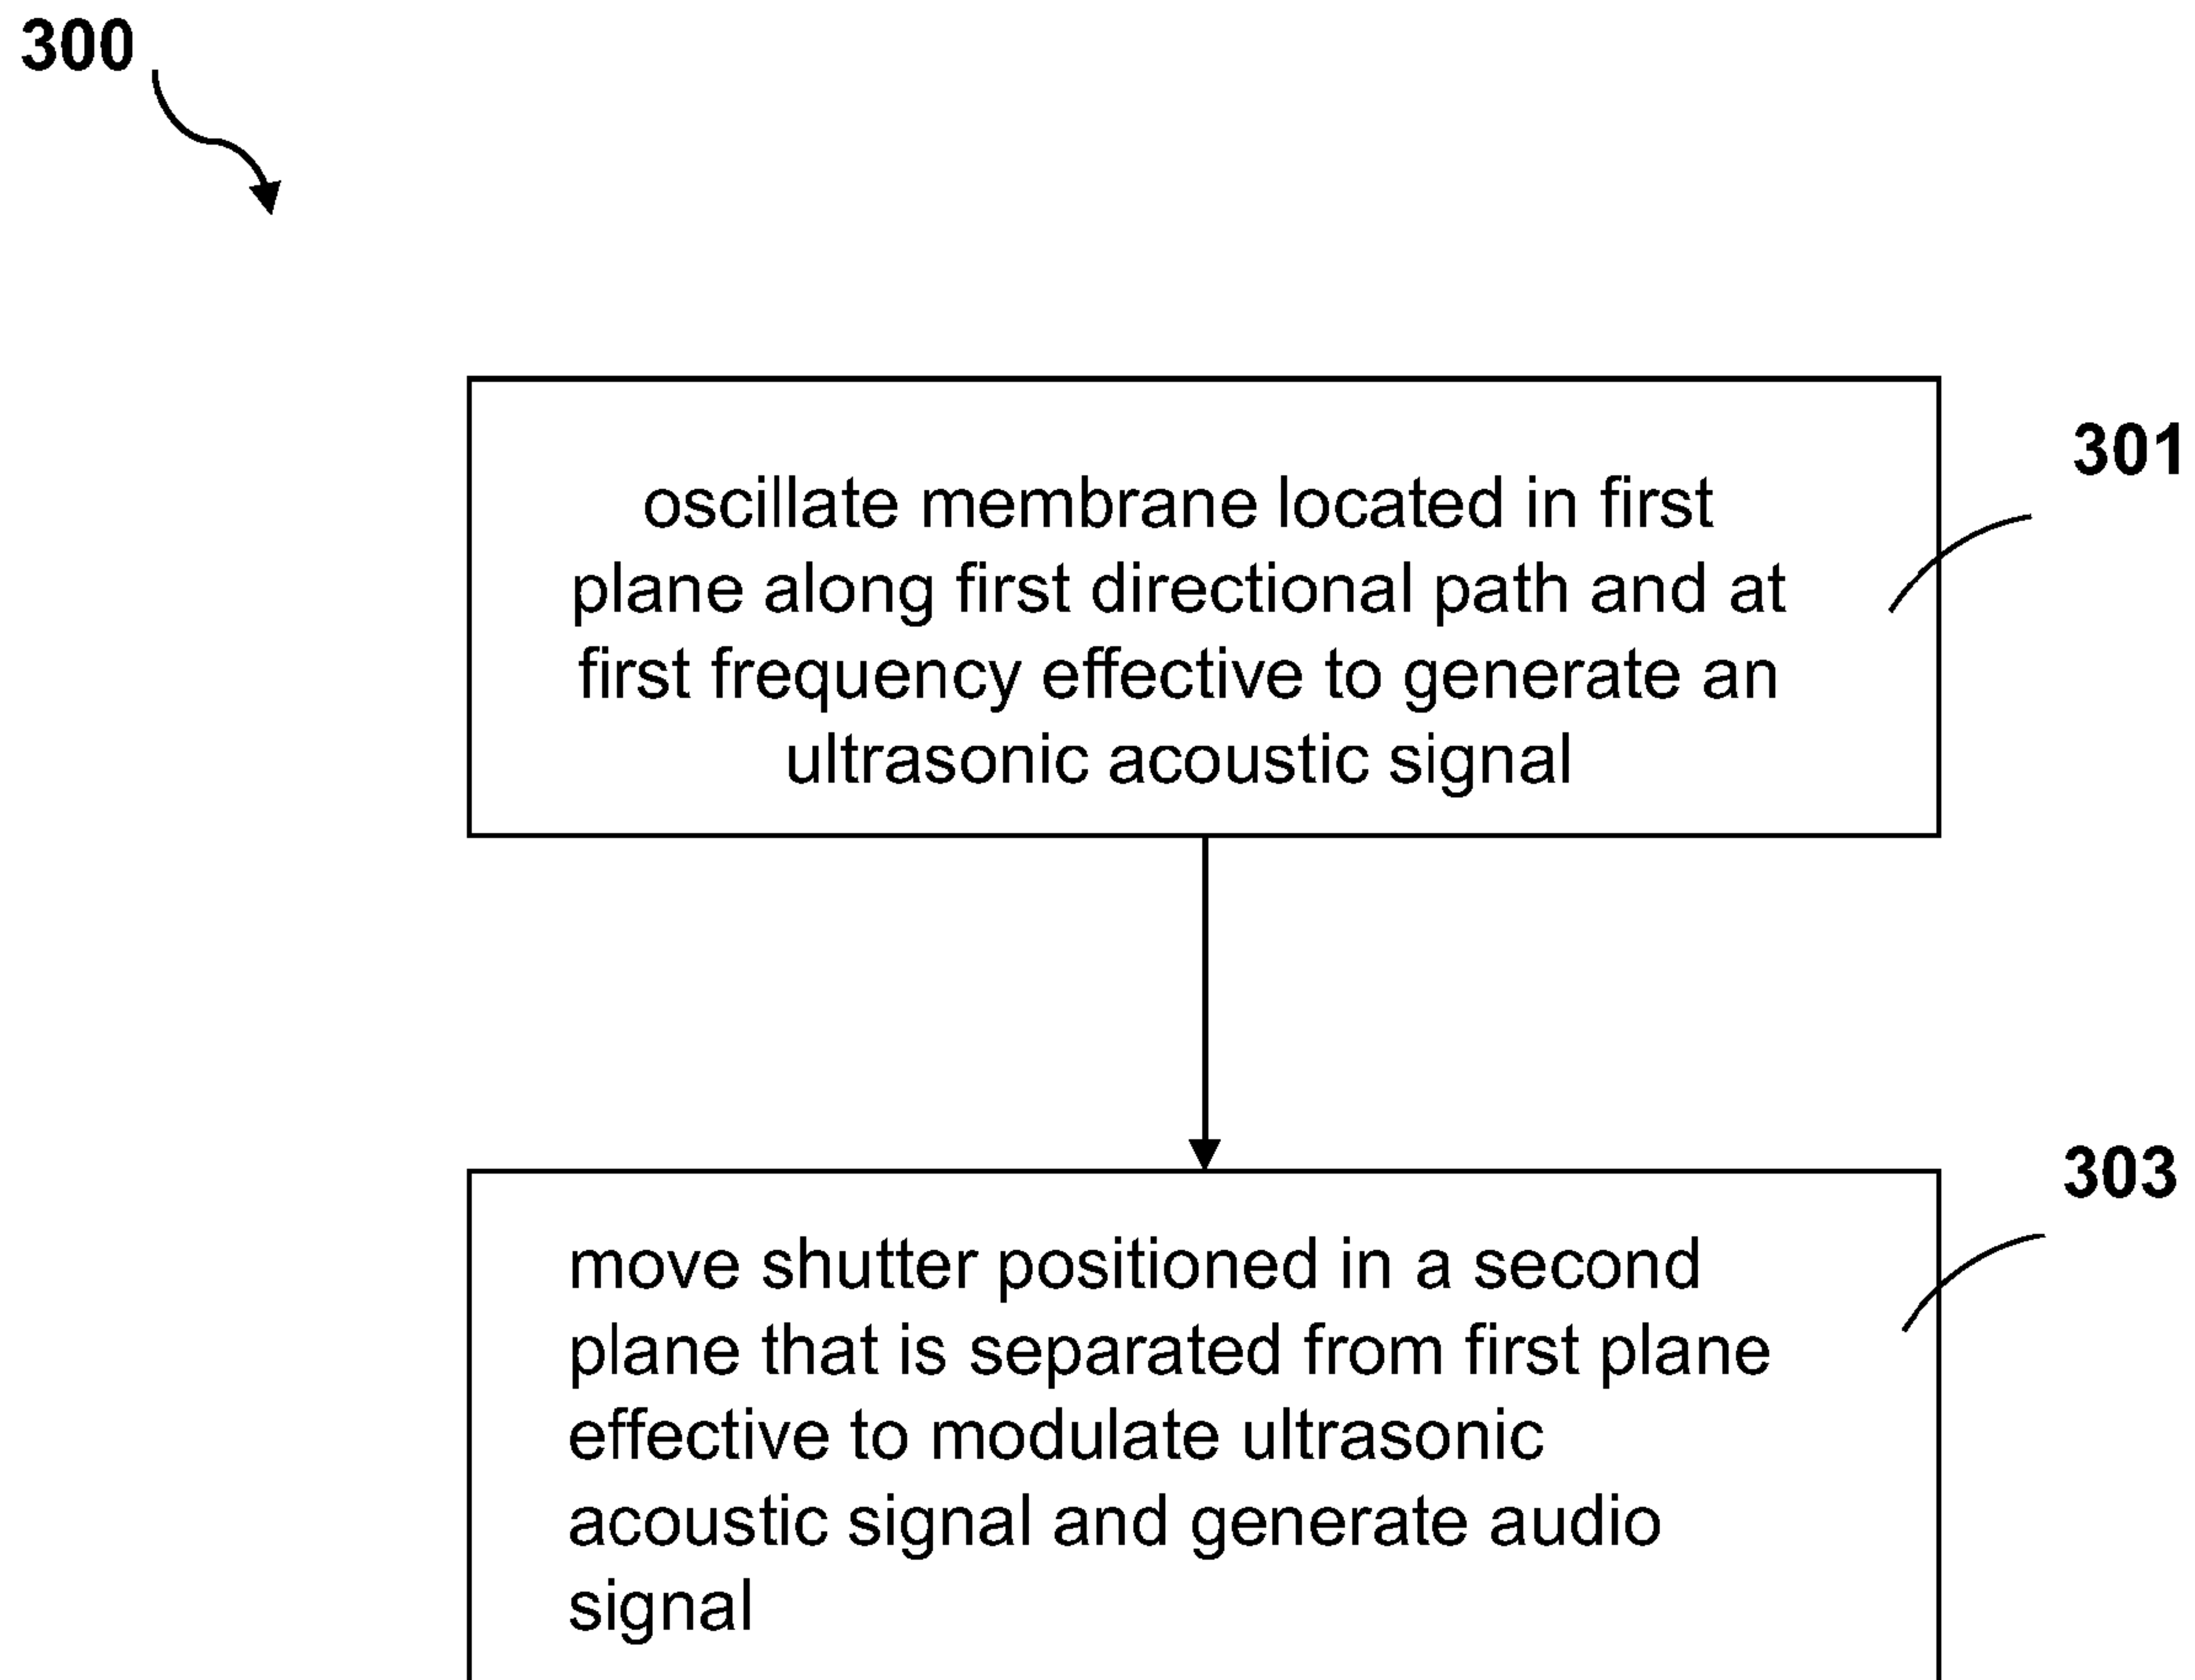 300
301
oscillate membrane located in first
plane along first directional path and at
first frequency effective to generate an
ultrasonic acoustic signal
303
move shutter positioned in a second
plane that is separated from first plane
effective to modulate ultrasonic
acoustic signal and generate audio
signal